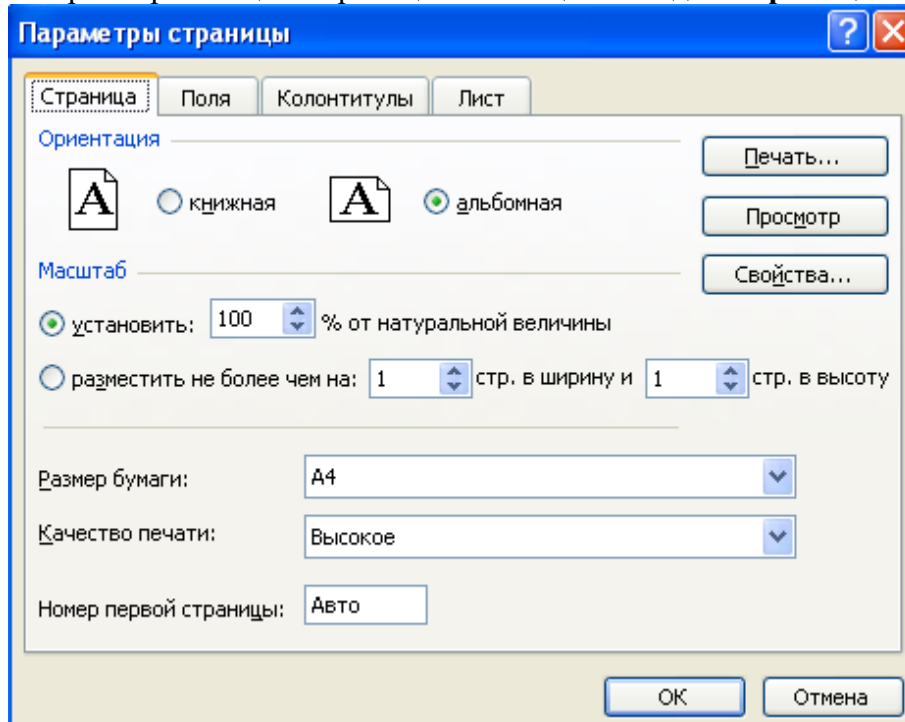 Параметры страницы
Страница Поля Колонтитулы Лист
Ориентация
A книжная A альбомная
Печать...
Просмотр
Масштаб
Свойства...
установить: 100 % от натуральной величины
разместить не более чем на: 1 стр. в ширину и 1 стр. в высоту
Размер бумаги: A4
Качество печати: Высокое
Номер первой страницы: Авто
ОК Отмена